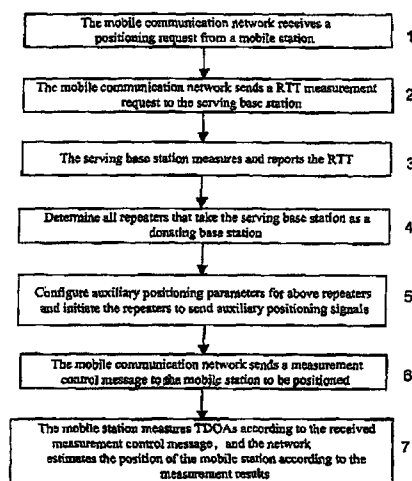 The mobile communication network receives a
positioning request from a mobile station
1
The mobile communication network sends a RTT measurement
request to the serving base station
2
The serving base station measures and reports the RTT
3
Determine all repeaters that take the serving base station as a
donating base station
4
Configure auxiliary positioning parameters for above repeaters
and initiate the repeaters to send auxiliary positioning signals
5
The mobile communication network sends a measurement
control message to the mobile station to be positioned
6
The mobile station measures TDOAs according to the received
measurement control message, and the network
estimates the position of the mobile station according to the
measurement results
7